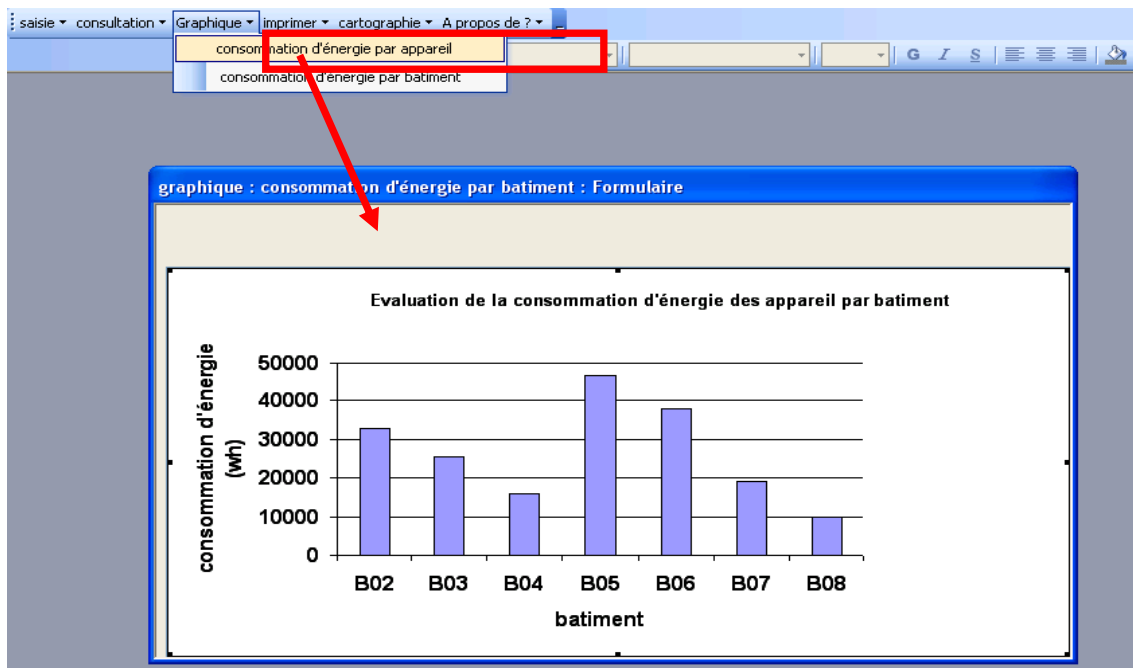 saisie consultation Graphique imprimer cartographie A propos de ?
consommation d'énergie par appareil
G I S
consommation d'énergie par batiment
graphique : consommation d'énergie par batiment : Formulaire
Evaluation de la consommation d'énergie des appareil par batiment
consommation d'énergie
(wh)
50000
40000
30000
20000
10000
0
B02 B03 B04 B05 B06 B07 B08
batiment